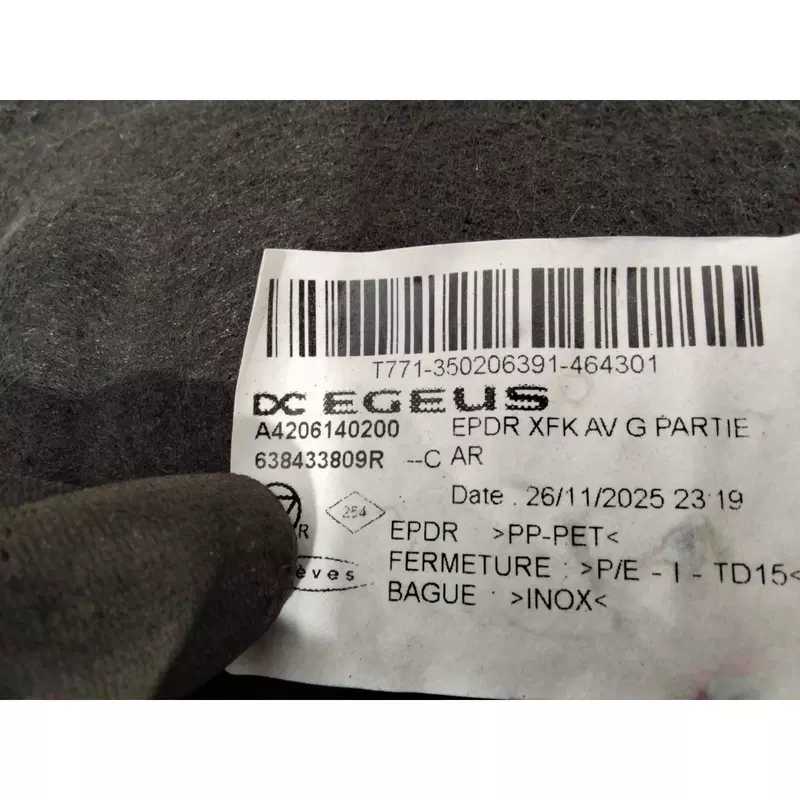 T771-350206391-464301
EGEUS
A4206140200 EPDR XFK AV G PARTIE
638433809R --C AR
Date : 26/11/2025 23:19
254
R EPDR >PP-PET<
FERMETURE : >P/E - I - TD15<
èves
BAGUE : >INOX<